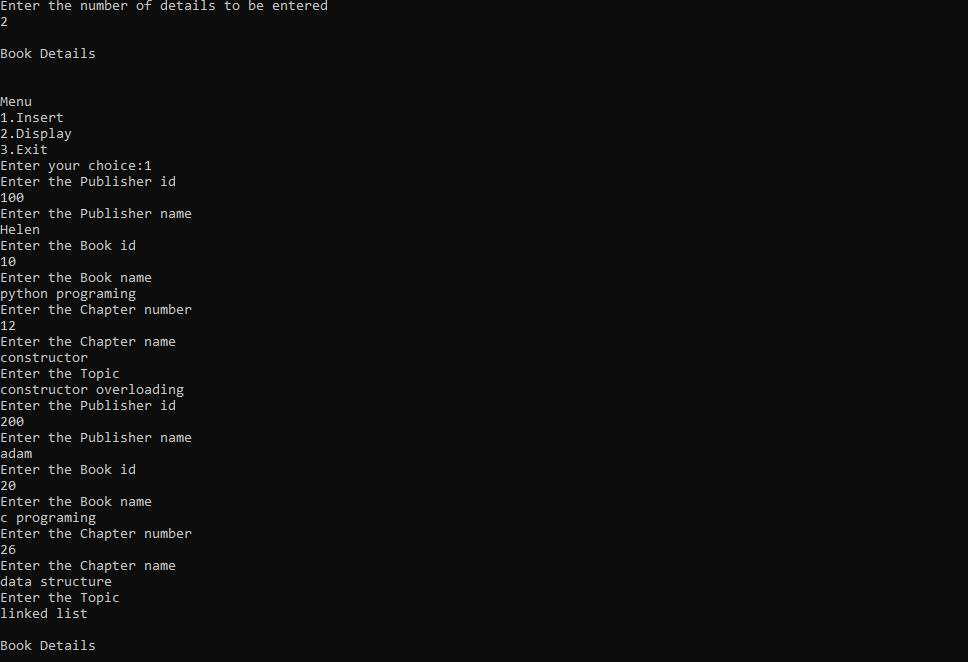 Enter the number of details to be entered
2
Book Details
Menu
1.Insert
2.Display
3.Exit
Enter your choice:1
Enter the Publisher id
100
Enter the Publisher name
Helen
Enter the Book id
10
Enter the Book name
python programing
Enter the Chapter number
12
Enter the Chapter name
constructor
Enter the Topic
constructor overloading
Enter the Publisher id
200
Enter the Publisher name
adam
Enter the Book id
20
Enter the Book name
c programing
Enter the Chapter number
26
Enter the Chapter name
data structure
Enter the Topic
linked list
Book Details